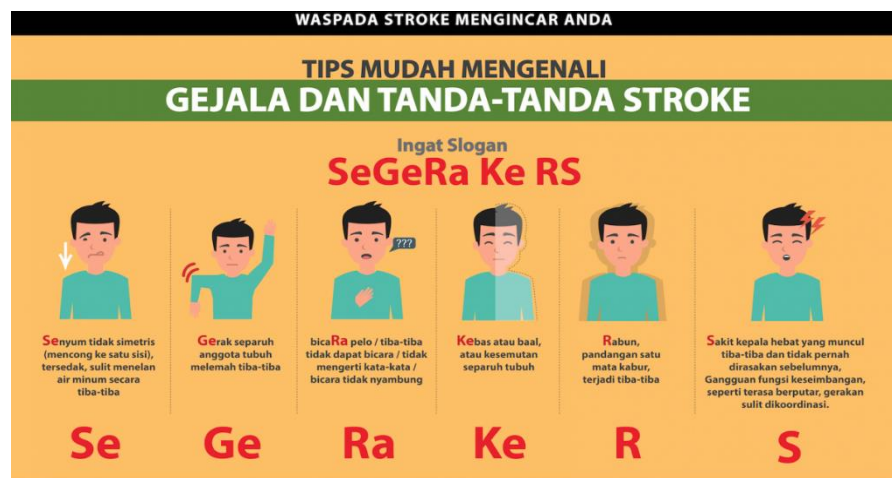 WASPADA STROKE MENGINCAR ANDA
TIPS MUDAH MENGENALI
GEJALA DAN TANDA-TANDA STROKE
Ingat Slogan
SeGeRa Ke RS
???
Senyum tidak simetris
(mencong ke satu sisi),
tersedak, sulit menelan
air minum secara
tiba-tiba
Gerak separuh
anggota tubuh
melemah tiba-tiba
bicaRa pelo / tiba-tiba
tidak dapat bicara / tidak
mengerti kata-kata /
bicara tidak nyambung
Kebas atau baal,
atau kesemutan
separuh tubuh
Rabun,
pandangan satu
mata kabur,
terjadi tiba-tiba
Sakit kepala hebat yang muncul
tiba-tiba dan tidak pernah
dirasakan sebelumnya,
Gangguan fungsi keseimbangan,
seperti terasa berputar, gerakan
sulit dikoordinasi.
Se Ge Ra Ke R S